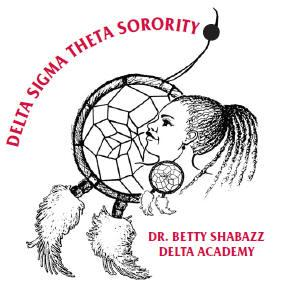 DELTA SIGMA THETA SORORITY
DR. BETTY SHABAZZ
DELTA ACADEMY